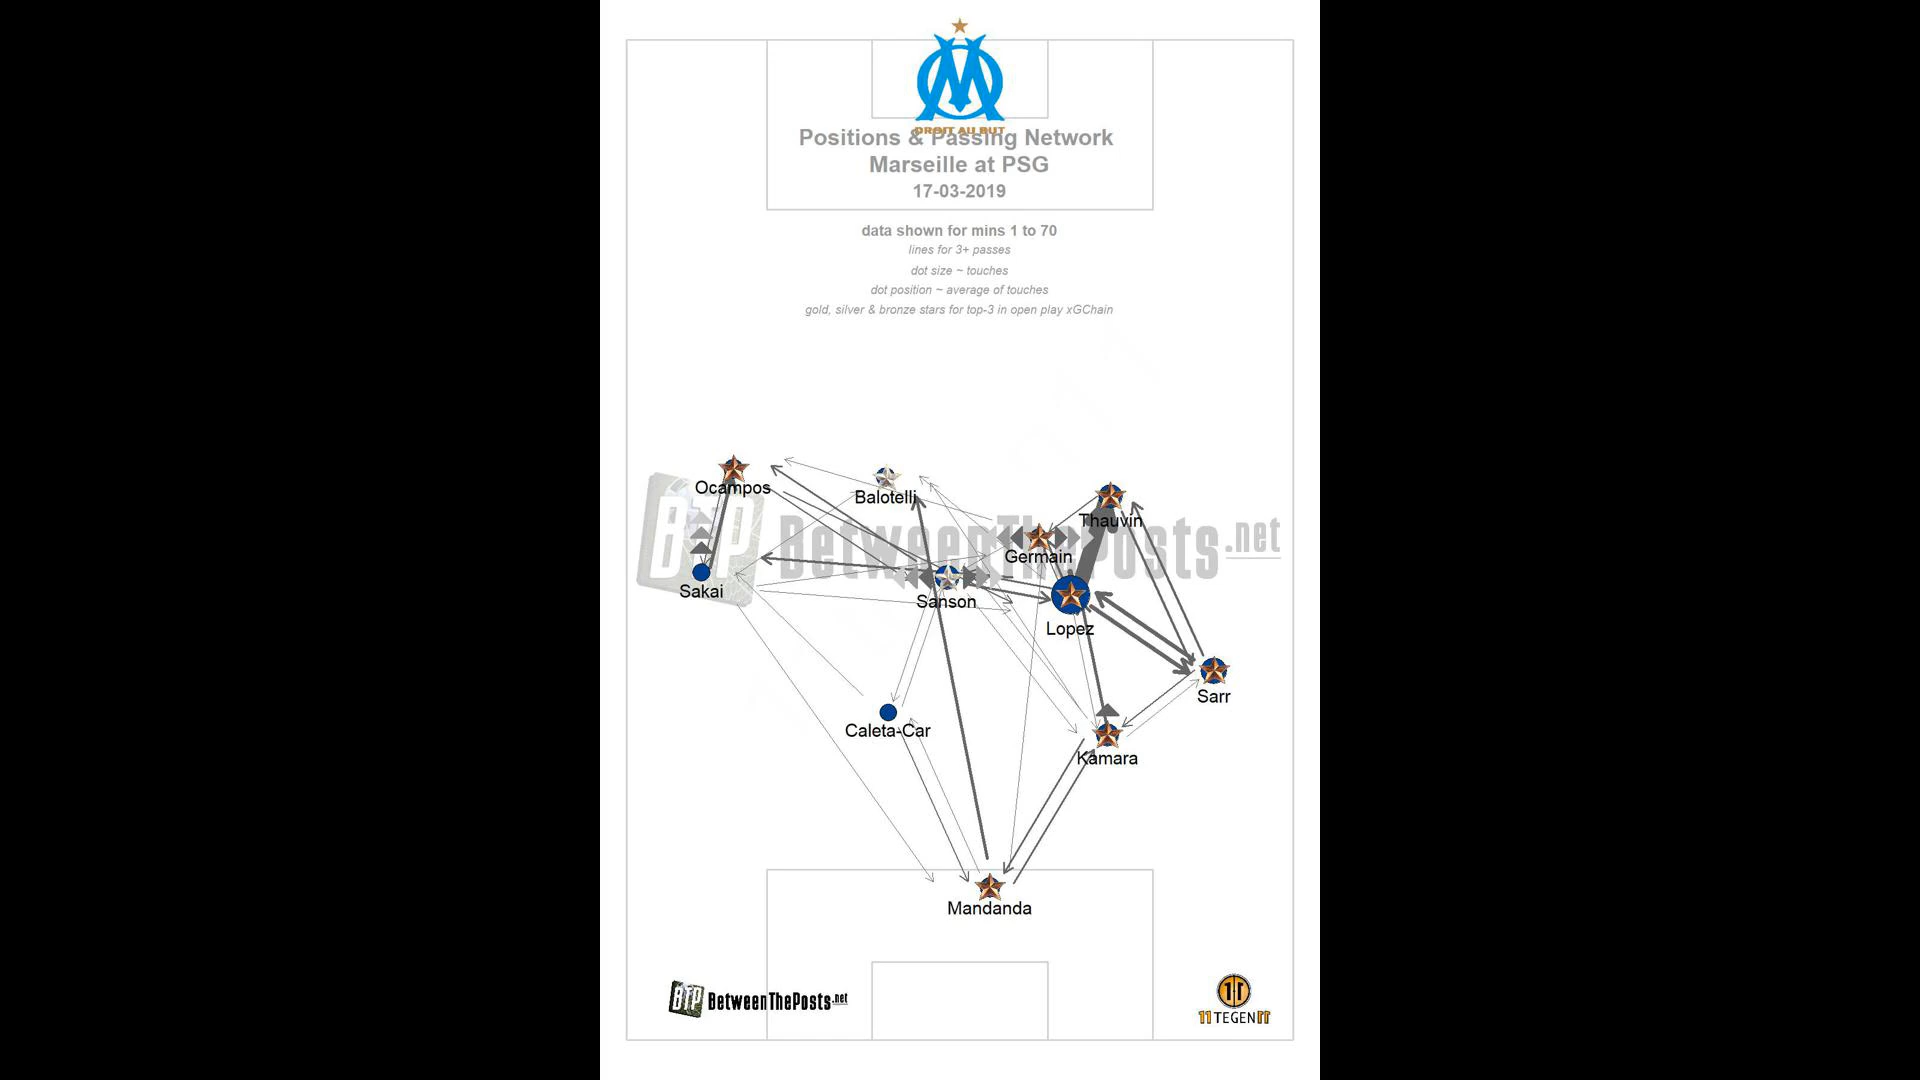 DROIT AU BUT
Positions & Passing Network
Marseille at PSG
17-03-2019
data shown for mins 1 to 70
lines for 3+ passes
dot size ~ touches
dot position ~ average of touches
gold, silver & bronze stars for top-3 in open play xGChain
Ocampos
Balotelli
Thauvin
BTP BetweenThePosts.net
Germain
Sakai
Sanson
Lopez
Sarr
Caleta-Car
Kamara
Mandanda
BTP BetweenThePosts.net
11
11TEGEN11